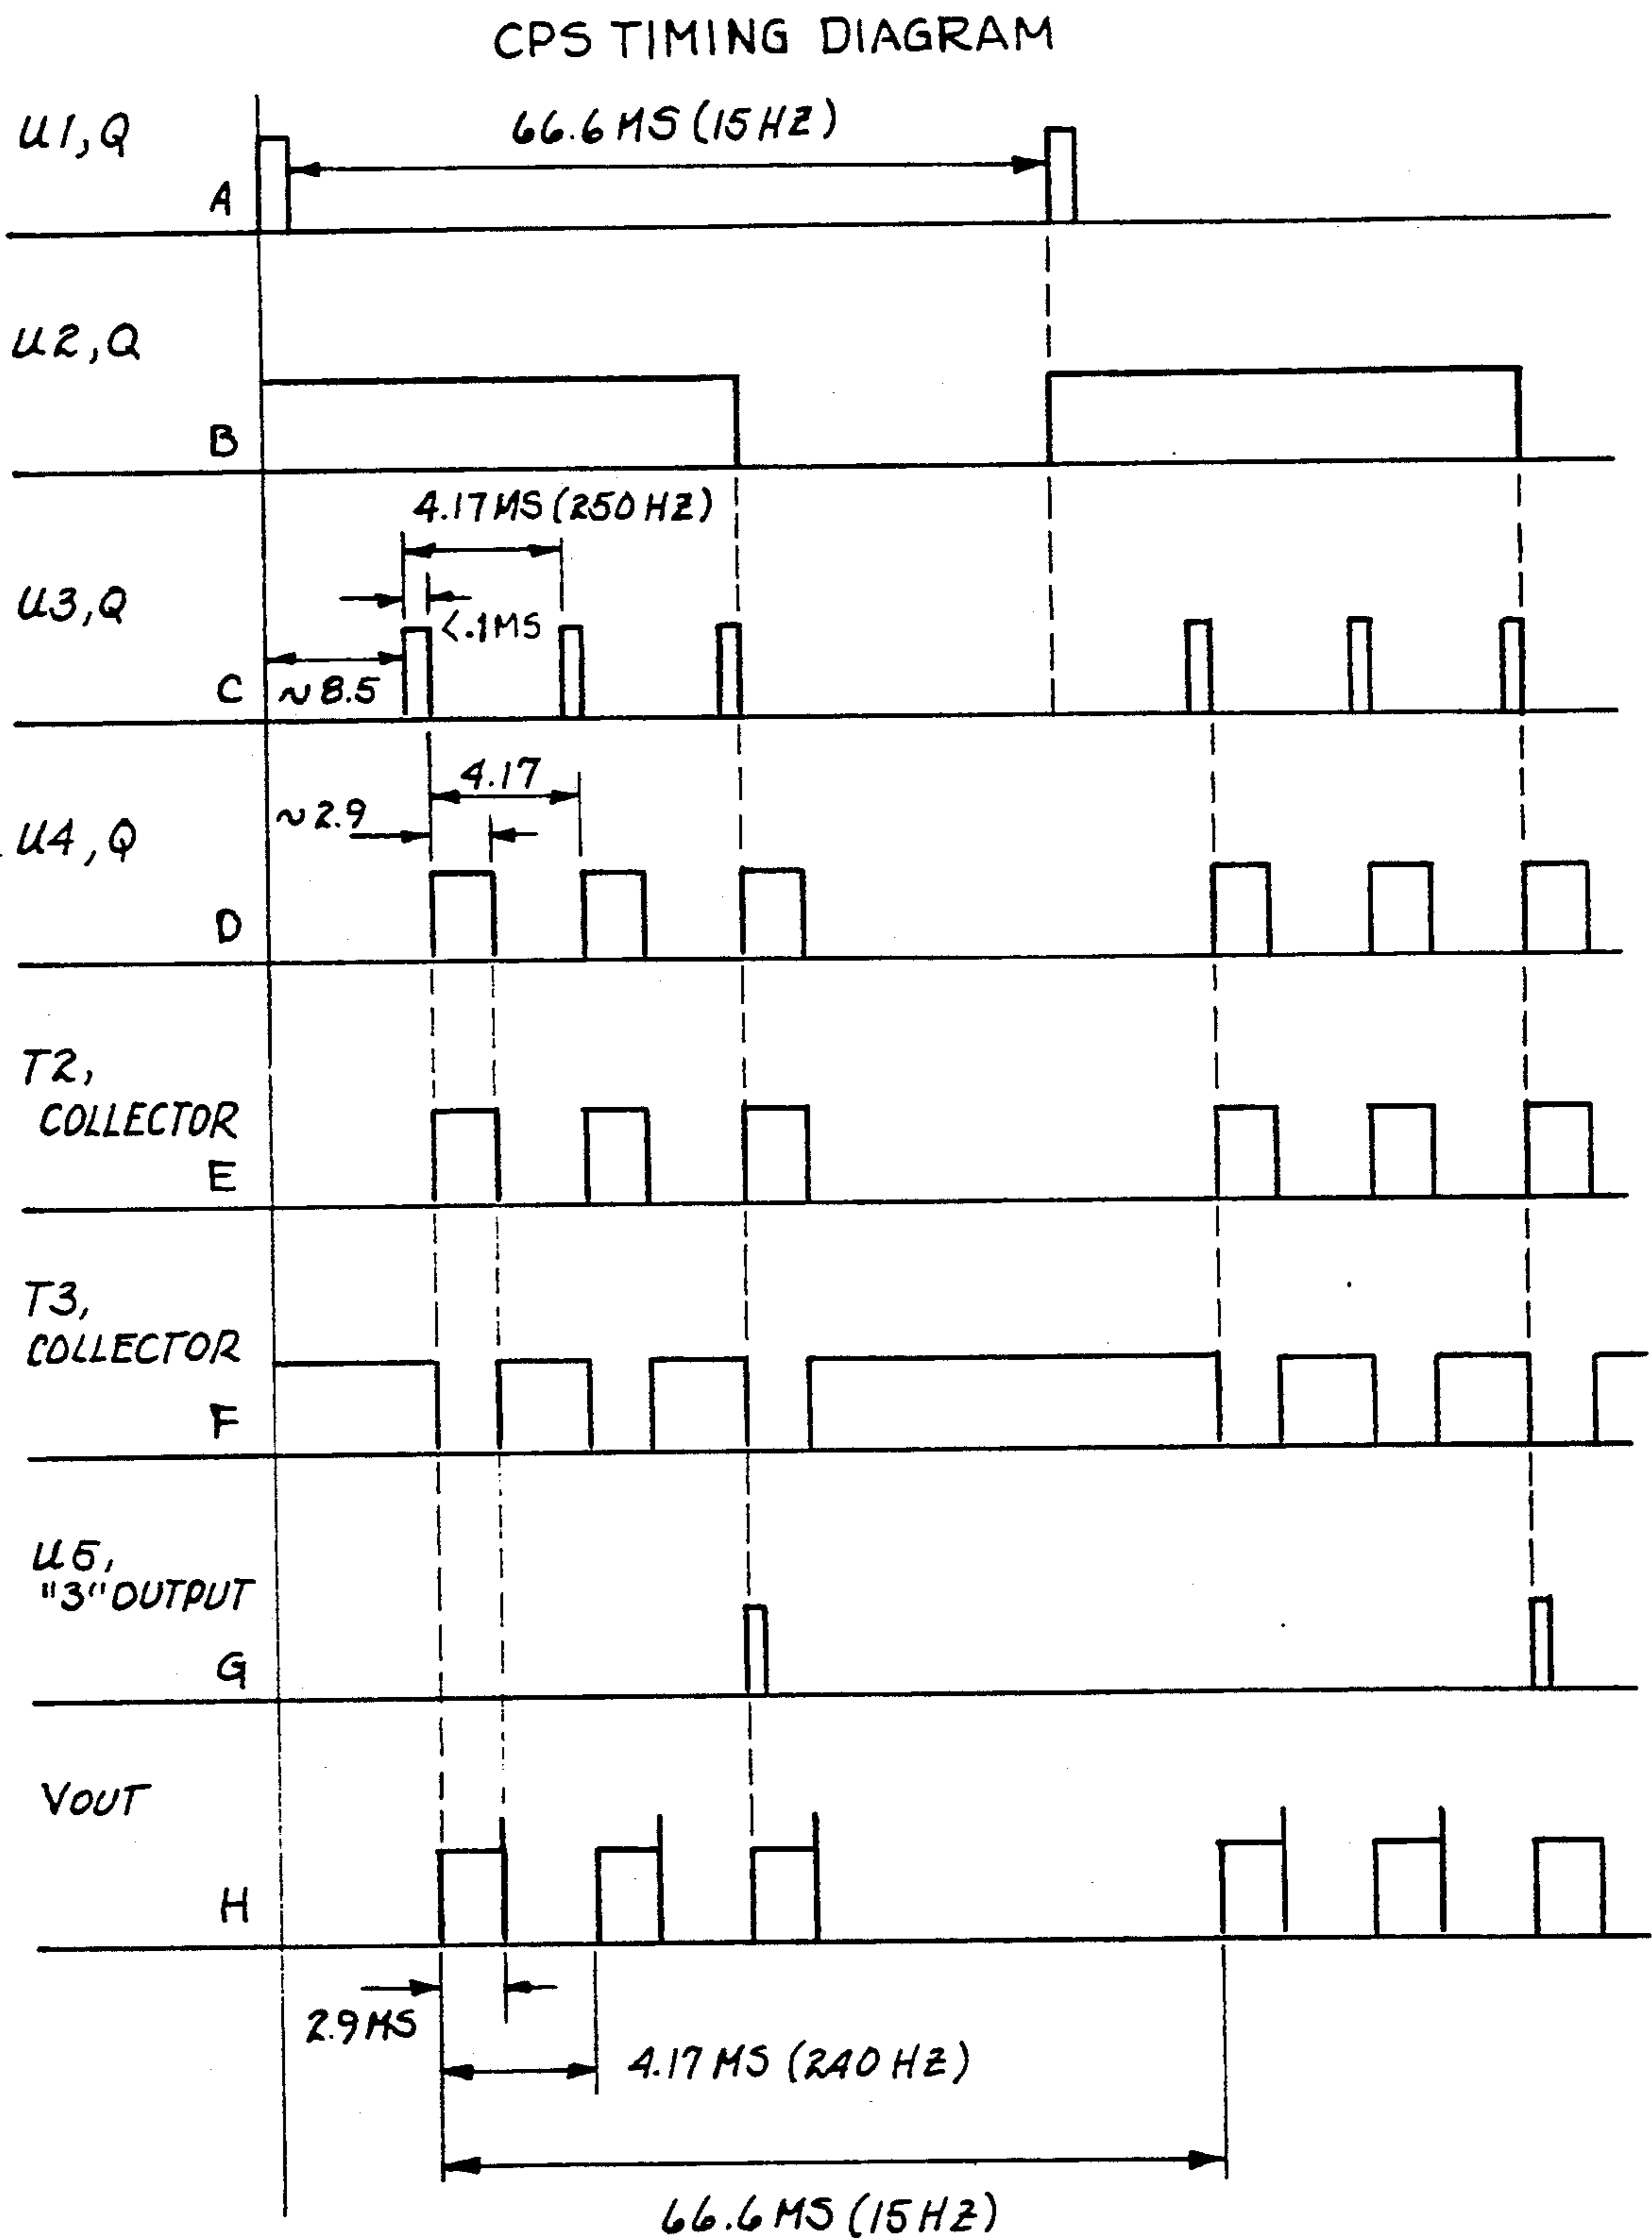 CPS TIMING DIAGRAM
U1,Q
66.6 MS (15 HZ)
A
U2,Q
B
4.17 MS (250 HZ)
U3,Q
<.1MS
C
~8.5
4.17
~2.9
U4,Q
D
T2,
COLLECTOR
E
T3,
COLLECTOR
F
U5,
"3" OUTPUT
G
VOUT
H
2.9 MS
4.17 MS (240 HZ)
66.6 MS (15 HZ)